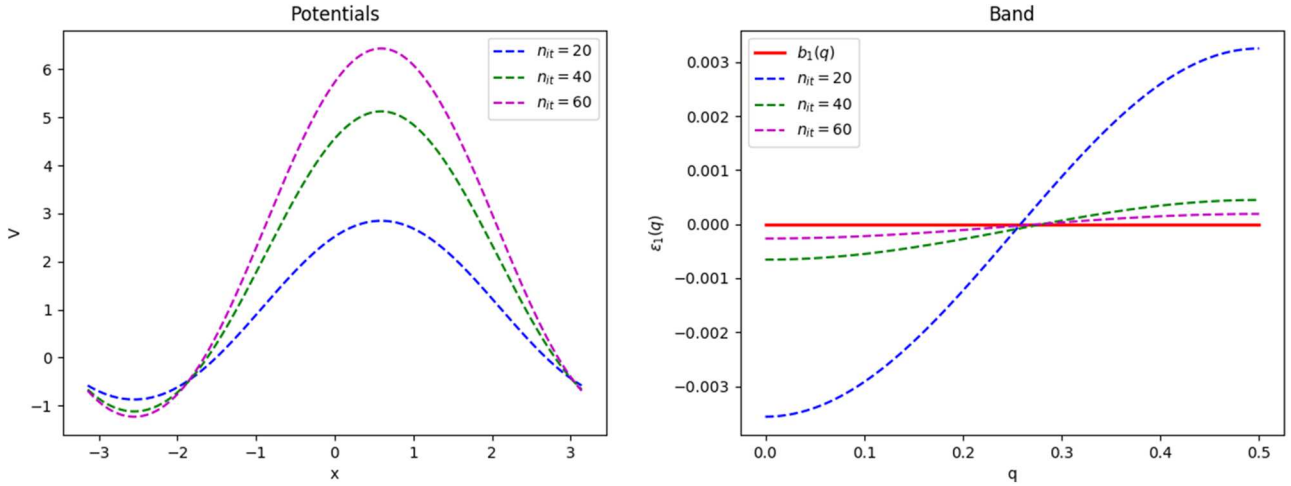 Potentials
n_it = 20
n_it = 40
n_it = 60
6
5
4
3
2
1
0
−1
V
−3 −2 −1 0 1 2 3
x
Band
b₁(q)
n_it = 20
n_it = 40
n_it = 60
0.003
0.002
0.001
0.000
−0.001
−0.002
−0.003
ε₁(q)
0.0 0.1 0.2 0.3 0.4 0.5
q